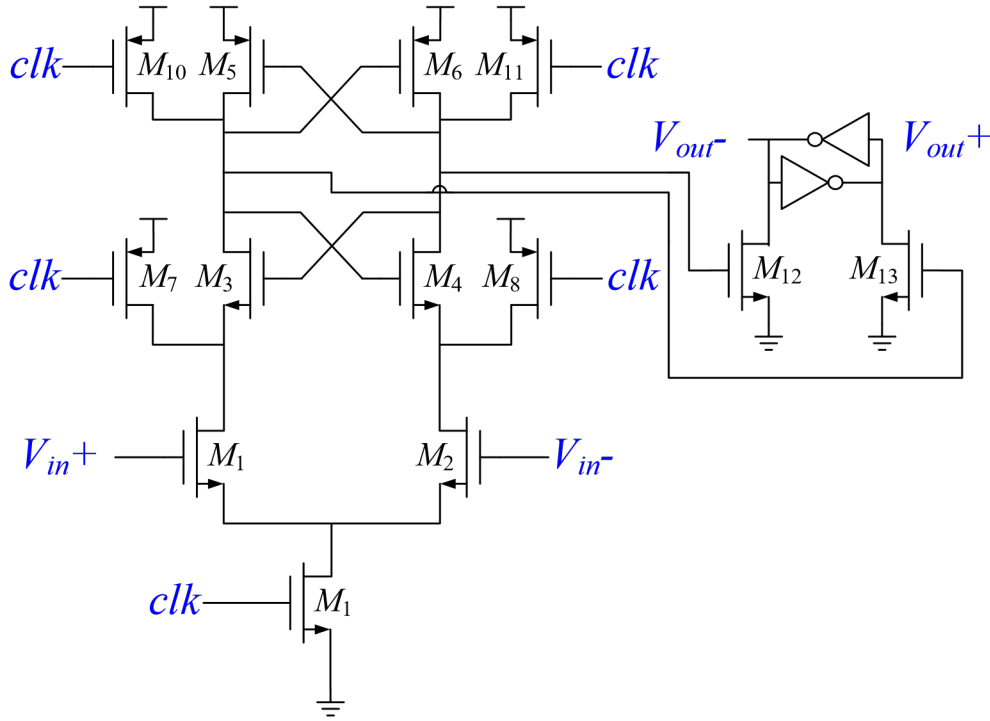 clk M10 M5 M6 M11 clk
Vout- Vout+
clk M7 M3 M4 M8 clk
M12 M13
Vin+ M1 M2 Vin-
clk M1